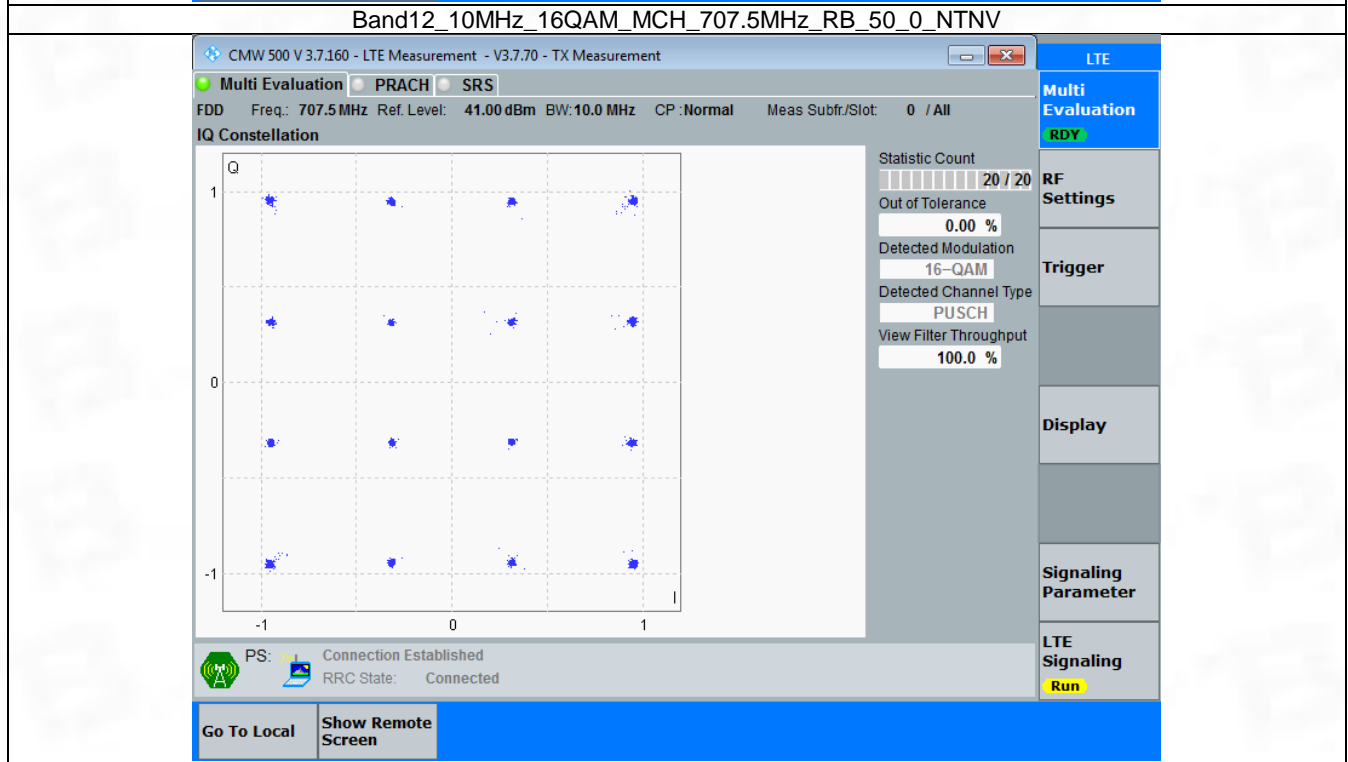 Band12_10MHz_16QAM_MCH_707.5MHz_RB_50_0_NTNV
CMW 500 V 3.7.160 - LTE Measurement - V3.7.70 - TX Measurement
LTE
Multi Evaluation PRACH SRS
Multi Evaluation
RDY
FDD Freq.: 707.5 MHz Ref. Level: 41.00 dBm BW: 10.0 MHz CP : Normal Meas Subfr./Slot: 0 / All
IQ Constellation
Q
1
0
-1
-1 0 1
I
Statistic Count
20 / 20
Out of Tolerance
0.00 %
Detected Modulation
16-QAM
Detected Channel Type
PUSCH
View Filter Throughput
100.0 %
RF Settings
Trigger
Display
Signaling Parameter
LTE Signaling
Run
PS: Connection Established
RRC State: Connected
Go To Local
Show Remote Screen